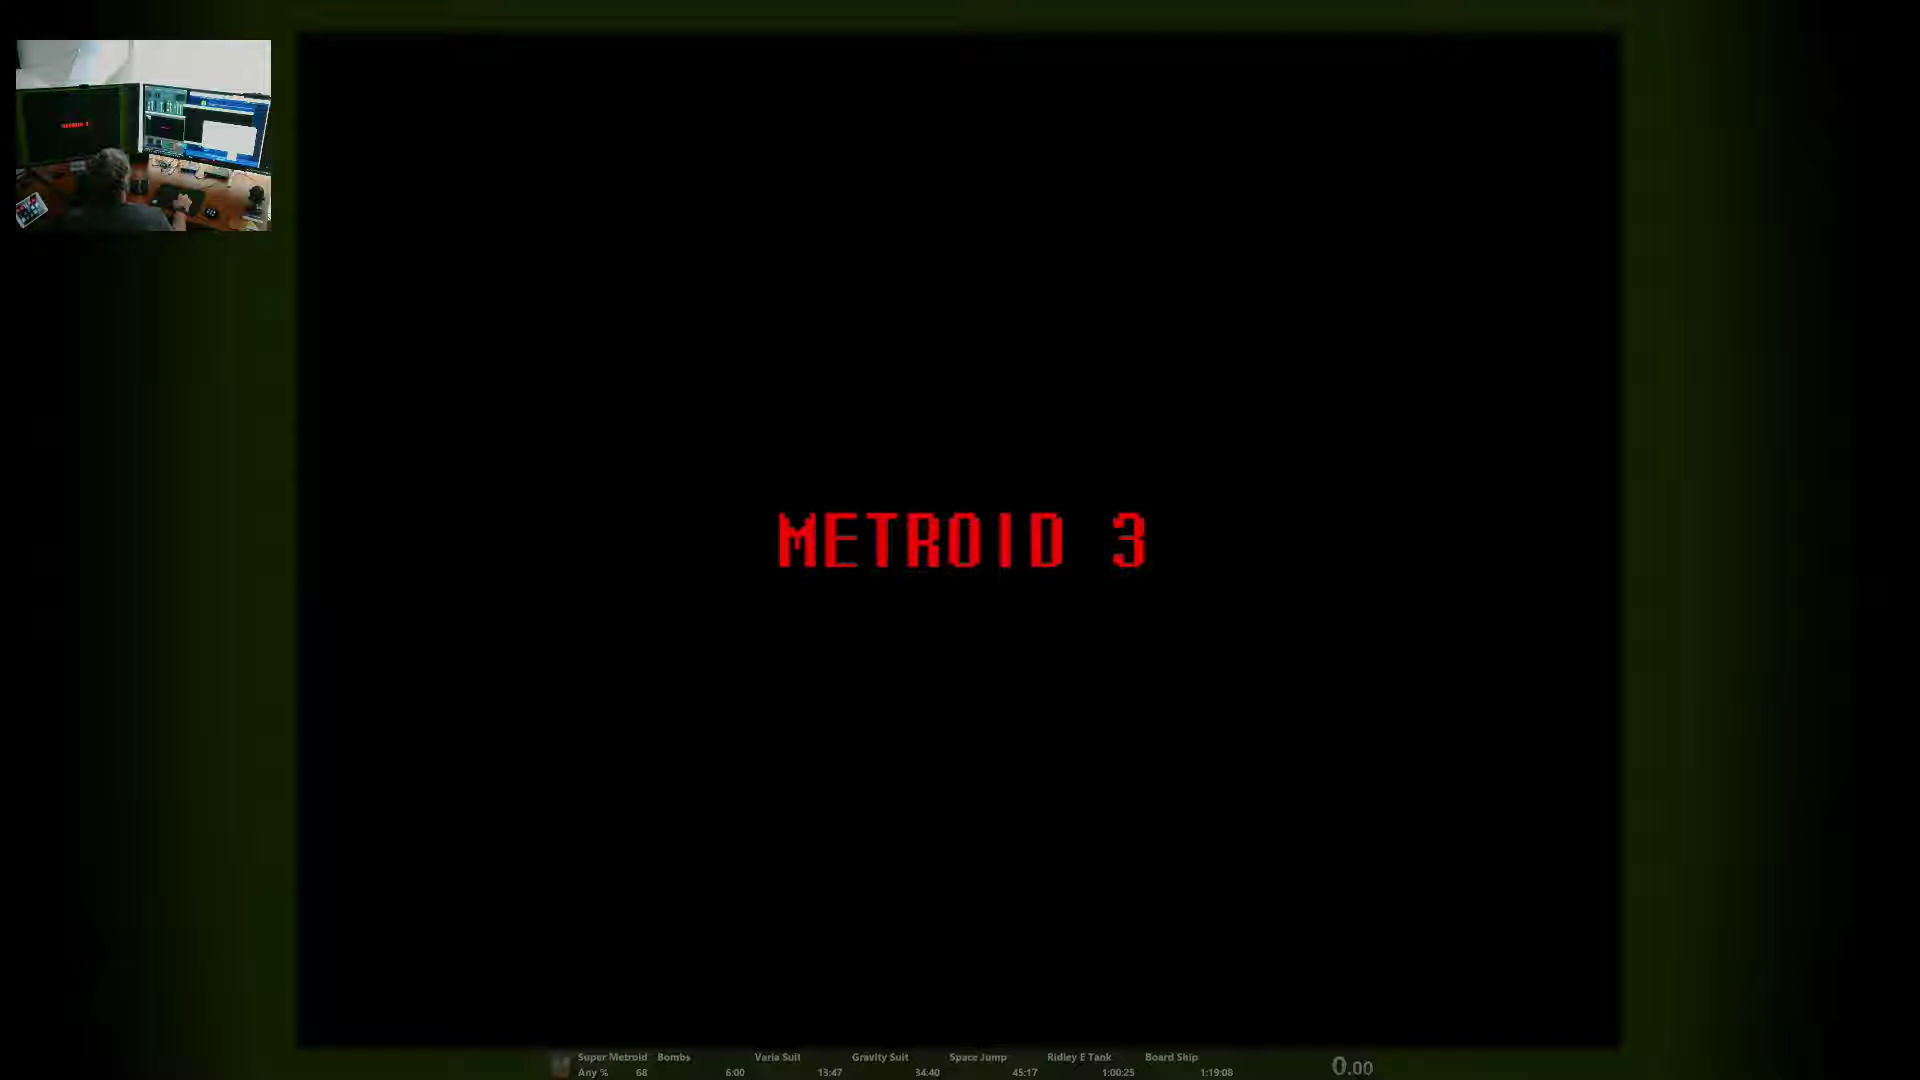 METROID 3
Super Metroid Bombs Varia Suit Gravity Suit Space Jump Ridley E Tank Board Ship
Any % 68 6:00 13:47 34:40 45:17 1:00:25 1:19:08 0.00